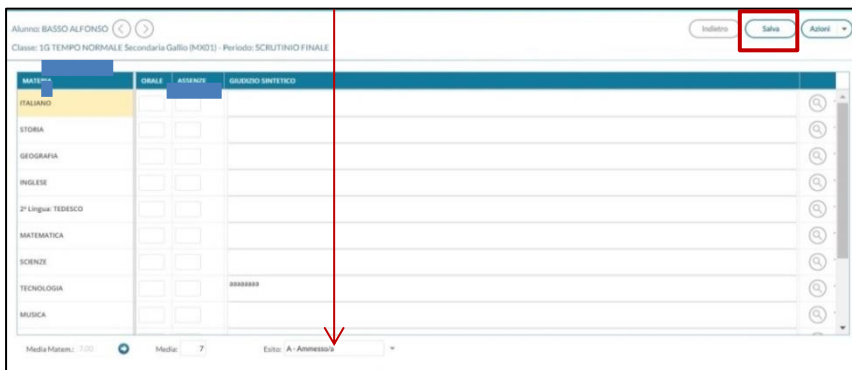 Alunno: BASSO ALFONSO
Indietro Salva Azioni
Classe: 1G TEMPO NORMALE Secondaria Gallio (MX01) - Periodo: SCRUTINIO FINALE
MATERIA ORALE ASSENZE GIUDIZIO SINTETICO
ITALIANO
STORIA
GEOGRAFIA
INGLESE
2ª Lingua: TEDESCO
MATEMATICA
SCIENZE
TECNOLOGIA aaaaaaaa
MUSICA
Media Matem.: 7.00 Media: 7 Esito: A - Ammesso/a